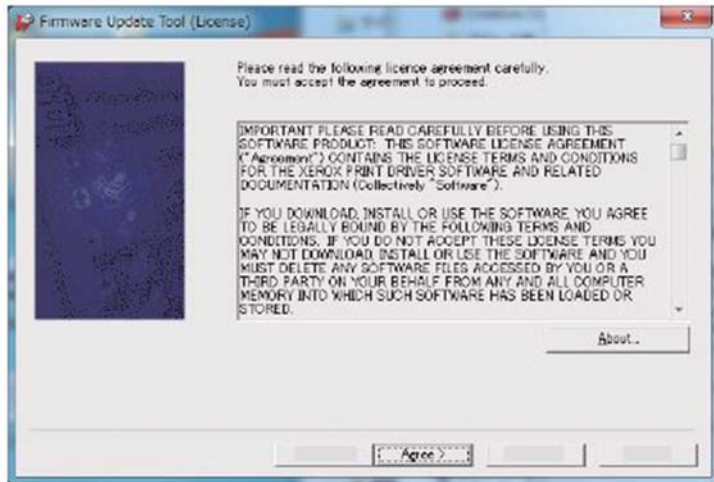 Firmware Update Tool (License)
Please read the following licence agreement carefully.
You must accept the agreement to proceed.
IMPORTANT PLEASE READ CAREFULLY BEFORE USING THIS
SOFTWARE PRODUCT: THIS SOFTWARE LICENSE AGREEMENT
("Agreement") CONTAINS THE LICENSE TERMS AND CONDITIONS
FOR THE XEROX PRINT DRIVER SOFTWARE AND RELATED
DOCUMENTATION (Collectively "Software").
IF YOU DOWNLOAD, INSTALL OR USE THE SOFTWARE, YOU AGREE
TO BE LEGALLY BOUND BY THE FOLLOWING TERMS AND
CONDITIONS. IF YOU DO NOT ACCEPT THESE LICENSE TERMS YOU
MAY NOT DOWNLOAD, INSTALL OR USE THE SOFTWARE AND YOU
MUST DELETE ANY SOFTWARE FILES ACCESSED BY YOU OR A
THIRD PARTY ON YOUR BEHALF FROM ANY AND ALL COMPUTER
MEMORY INTO WHICH SUCH SOFTWARE HAS BEEN LOADED OR
STORED.
About...
Agree >